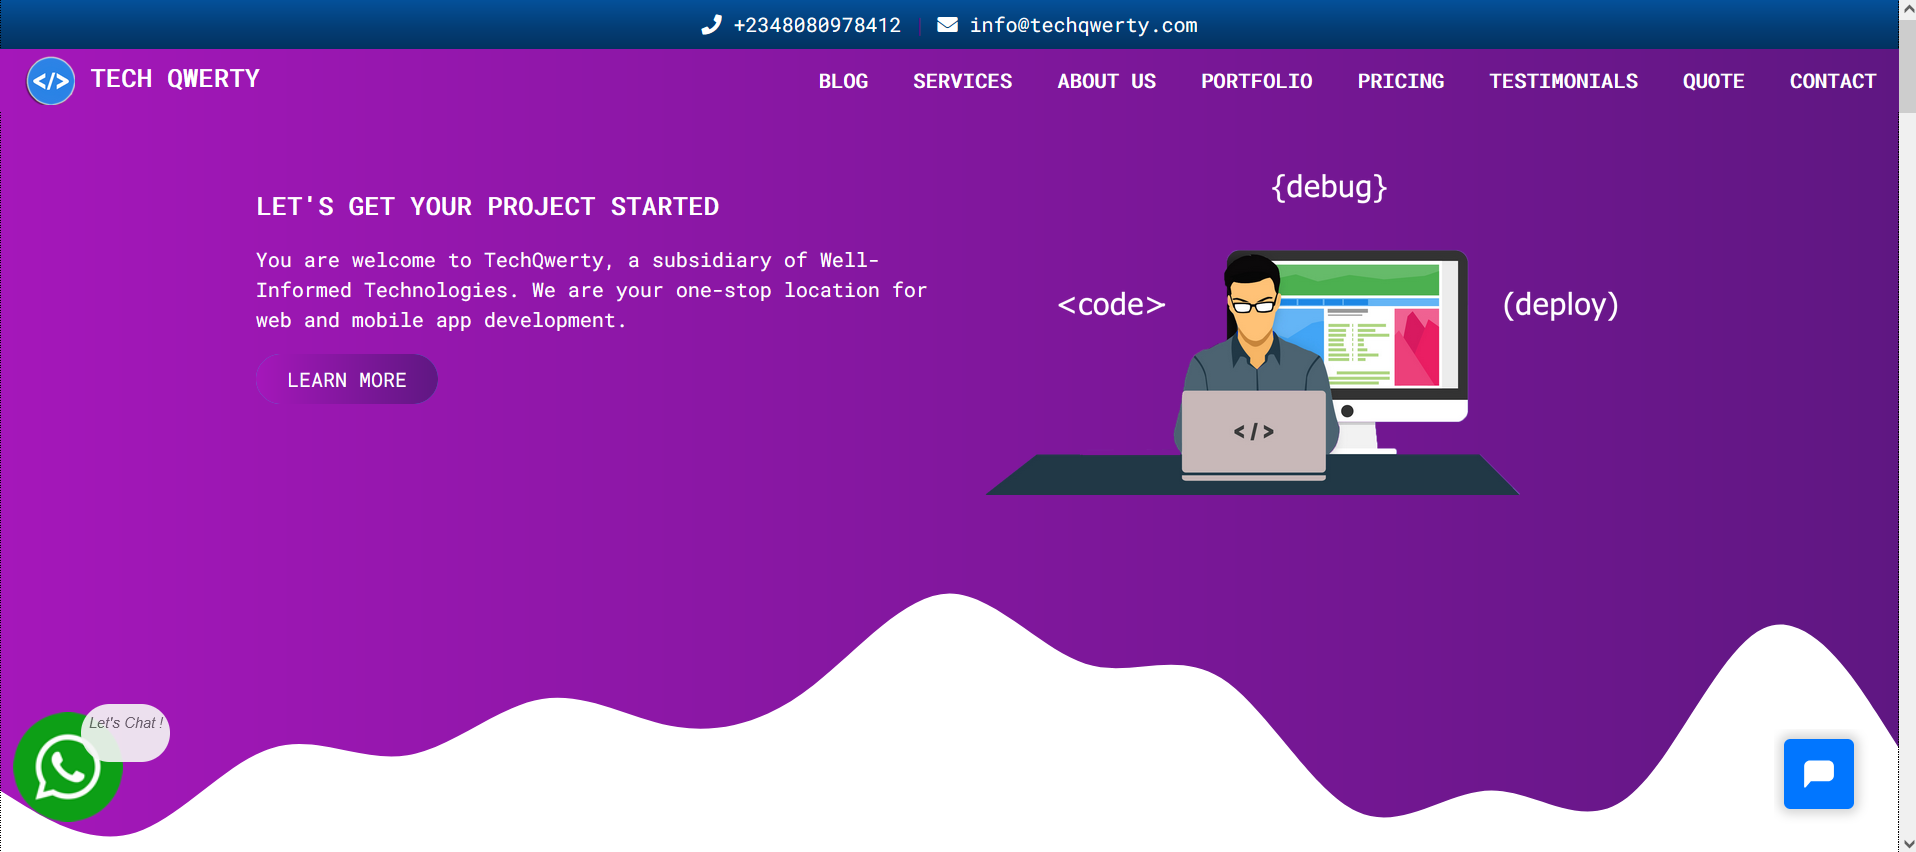 +2348080978412 info@techqwerty.com
</> TECH QWERTY
BLOG SERVICES ABOUT US PORTFOLIO PRICING TESTIMONIALS QUOTE CONTACT
LET'S GET YOUR PROJECT STARTED
You are welcome to TechQwerty, a subsidiary of Well-
Informed Technologies. We are your one-stop location for
web and mobile app development.
LEARN MORE
{debug}
<code>
(deploy)
</>
Let's Chat !